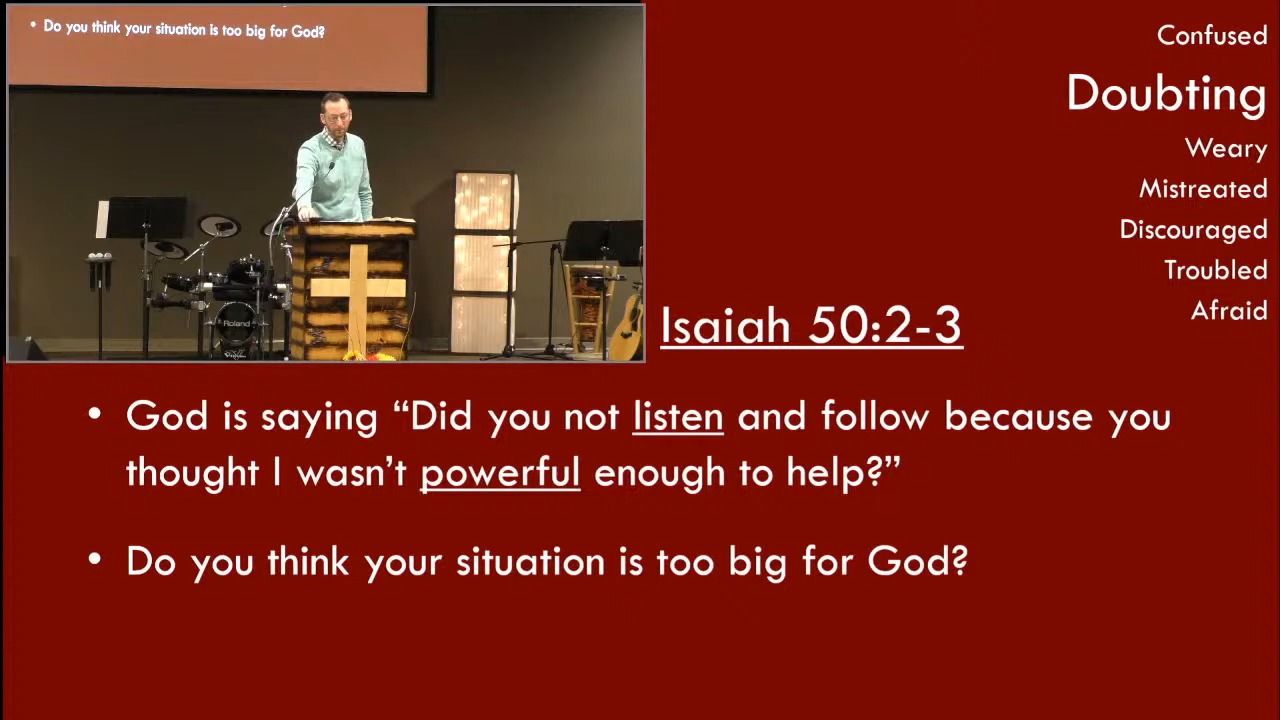 • Do you think your situation is too big for God?
Roland
Confused
Doubting
Weary
Mistreated
Discouraged
Troubled
Afraid
Isaiah 50:2-3
• God is saying “Did you not listen and follow because you
thought I wasn’t powerful enough to help?”
• Do you think your situation is too big for God?